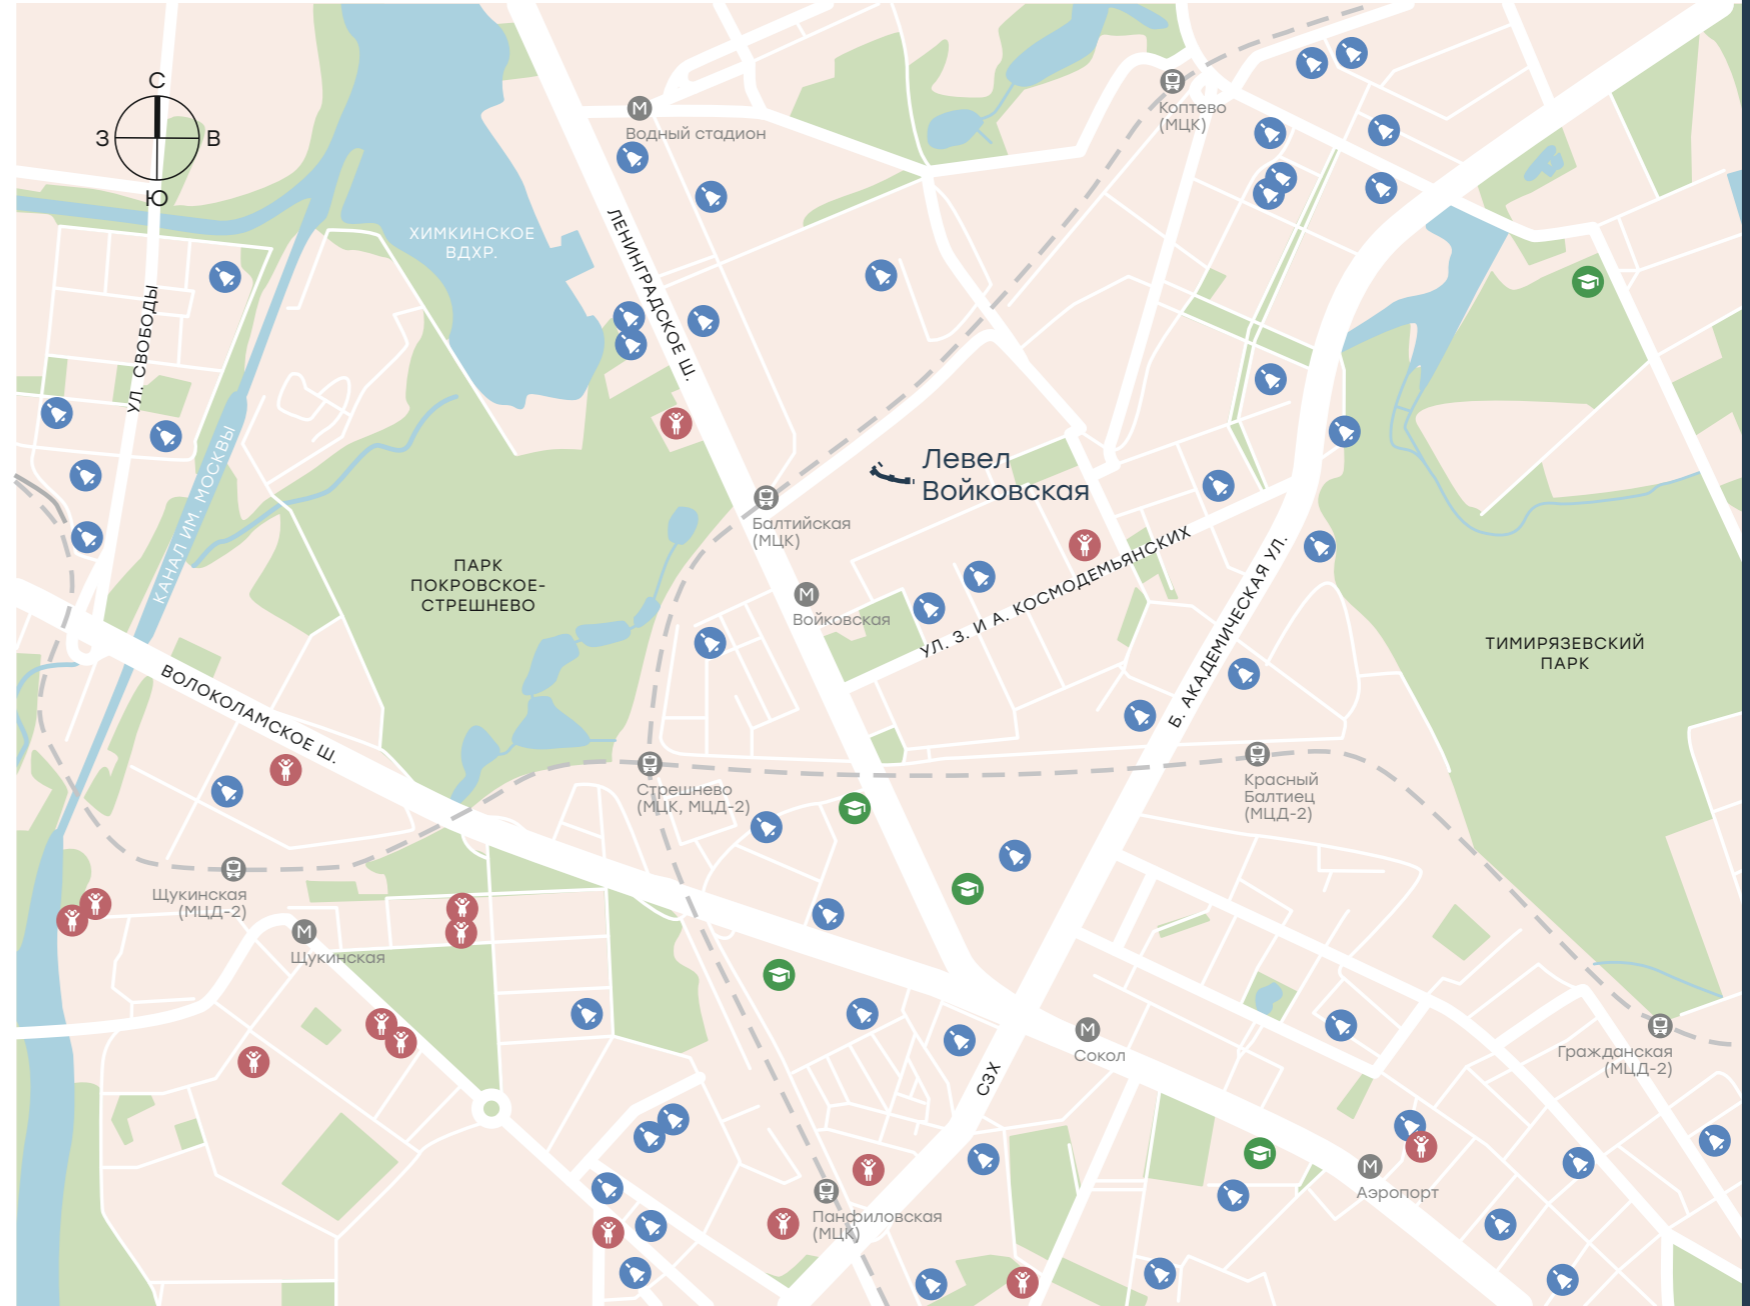 С
З В
Ю
М
Водный стадион
Коптево
(МЦК)
ХИМКИНСКОЕ
ВДХР.
ЛЕНИНГРАДСКОЕ Ш.
УЛ. СВОБОДЫ
КАНАЛ ИМ. МОСКВЫ
Левел
Войковская
Балтийская
(МЦК)
ПАРК
ПОКРОВСКОЕ-
СТРЕШНЕВО
М
Войковская
УЛ. З. И А. КОСМОДЕМЬЯНСКИХ
Б. АКАДЕМИЧЕСКАЯ УЛ.
ТИМИРЯЗЕВСКИЙ
ПАРК
ВОЛОКОЛАМСКОЕ Ш.
Стрешнево
(МЦК, МЦД-2)
Красный
Балтиец
(МЦД-2)
Щукинская
(МЦД-2)
М
Щукинская
М
Сокол
СЗХ
Гражданская
(МЦД-2)
М
Аэропорт
Панфиловская
(МЦК)